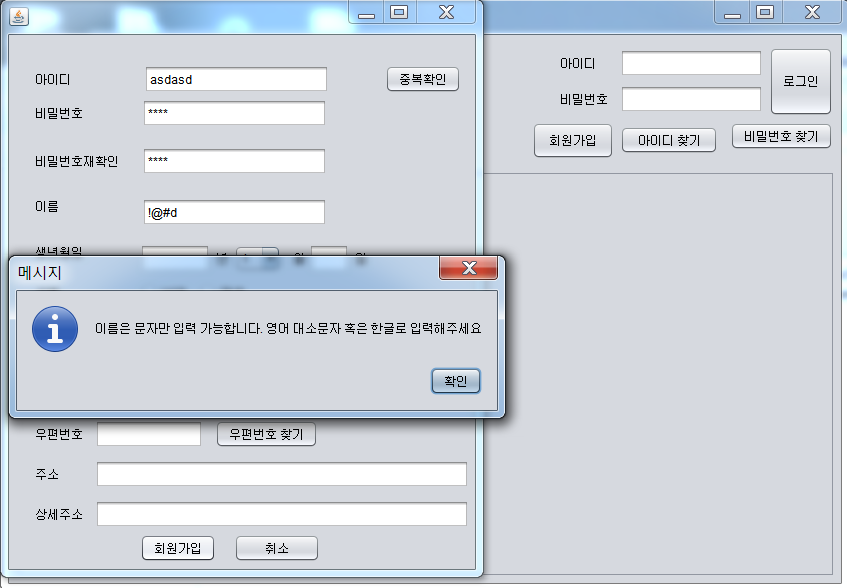 아이디 asdasd 중복확인
비밀번호 ****
비밀번호재확인 ****
이름 !@#d
생년월일
메시지
이름은 문자만 입력 가능합니다. 영어 대소문자 혹은 한글로 입력해주세요
확인
우편번호 우편번호 찾기
주소
상세주소
회원가입 취소
아이디
비밀번호
로그인
회원가입 아이디 찾기 비밀번호 찾기